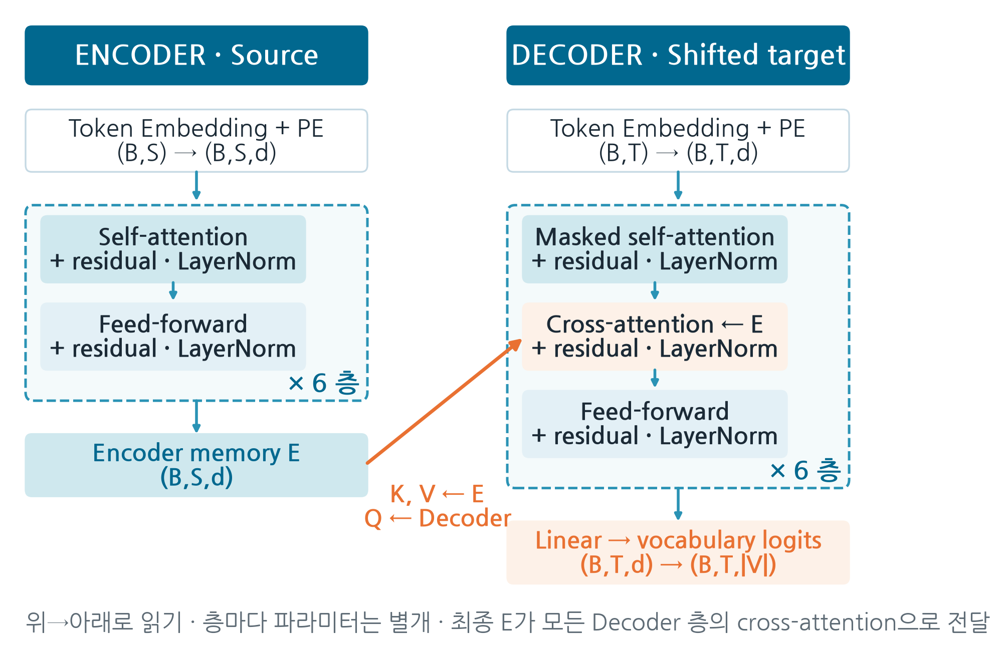 ENCODER · Source
Token Embedding + PE
(B,S) → (B,S,d)
Self-attention
+ residual · LayerNorm
Feed-forward
+ residual · LayerNorm
× 6 층
Encoder memory E
(B,S,d)
K, V ← E
Q ← Decoder
DECODER · Shifted target
Token Embedding + PE
(B,T) → (B,T,d)
Masked self-attention
+ residual · LayerNorm
Cross-attention ← E
+ residual · LayerNorm
Feed-forward
+ residual · LayerNorm
× 6 층
Linear → vocabulary logits
(B,T,d) → (B,T,|V|)
위→아래로 읽기 · 층마다 파라미터는 별개 · 최종 E가 모든 Decoder 층의 cross-attention으로 전달